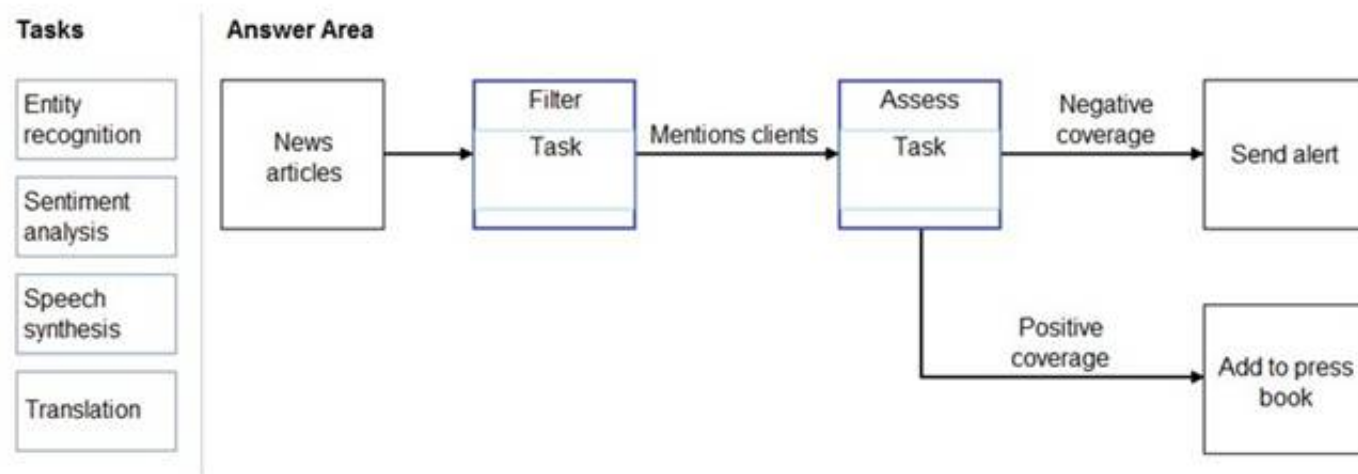 Tasks
Answer Area
Entity
recognition
Sentiment
analysis
Speech
synthesis
Translation
News
articles
Filter
Task
Mentions clients
Assess
Task
Negative
coverage
Send alert
Positive
coverage
Add to press
book